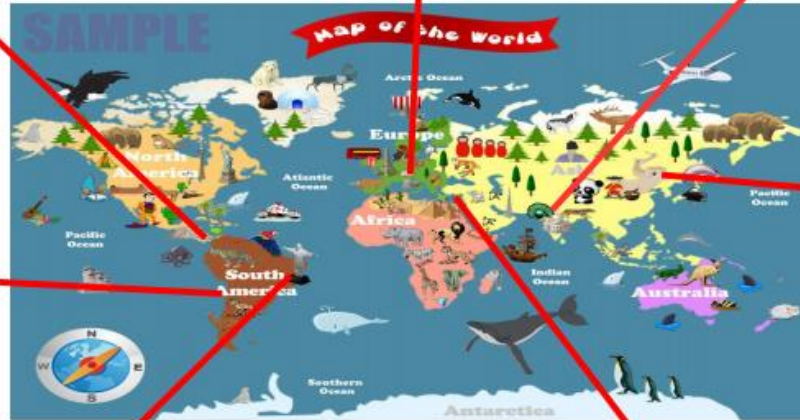 SAMPLE
Map of the World
Arctic Ocean
Europe
North
America
Asia
Atlantic
Ocean
Pacific
Ocean
Africa
Pacific
Ocean
South
America
Indian
Ocean
Australia
N
W
E
S
Southern
Ocean
Antarctica